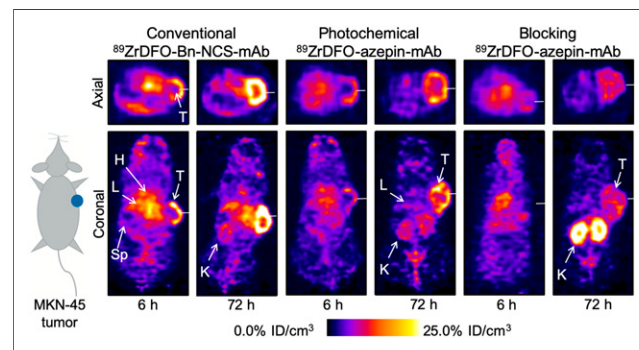 Conventional
⁸⁹ZrDFO-Bn-NCS-mAb
Photochemical
⁸⁹ZrDFO-azepin-mAb
Blocking
⁸⁹ZrDFO-azepin-mAb
Axial
T
Coronal
H
L
T
Sp
K
T
L
K
T
K
MKN-45
tumor
6 h
72 h
6 h
72 h
6 h
72 h
0.0% ID/cm³
25.0% ID/cm³